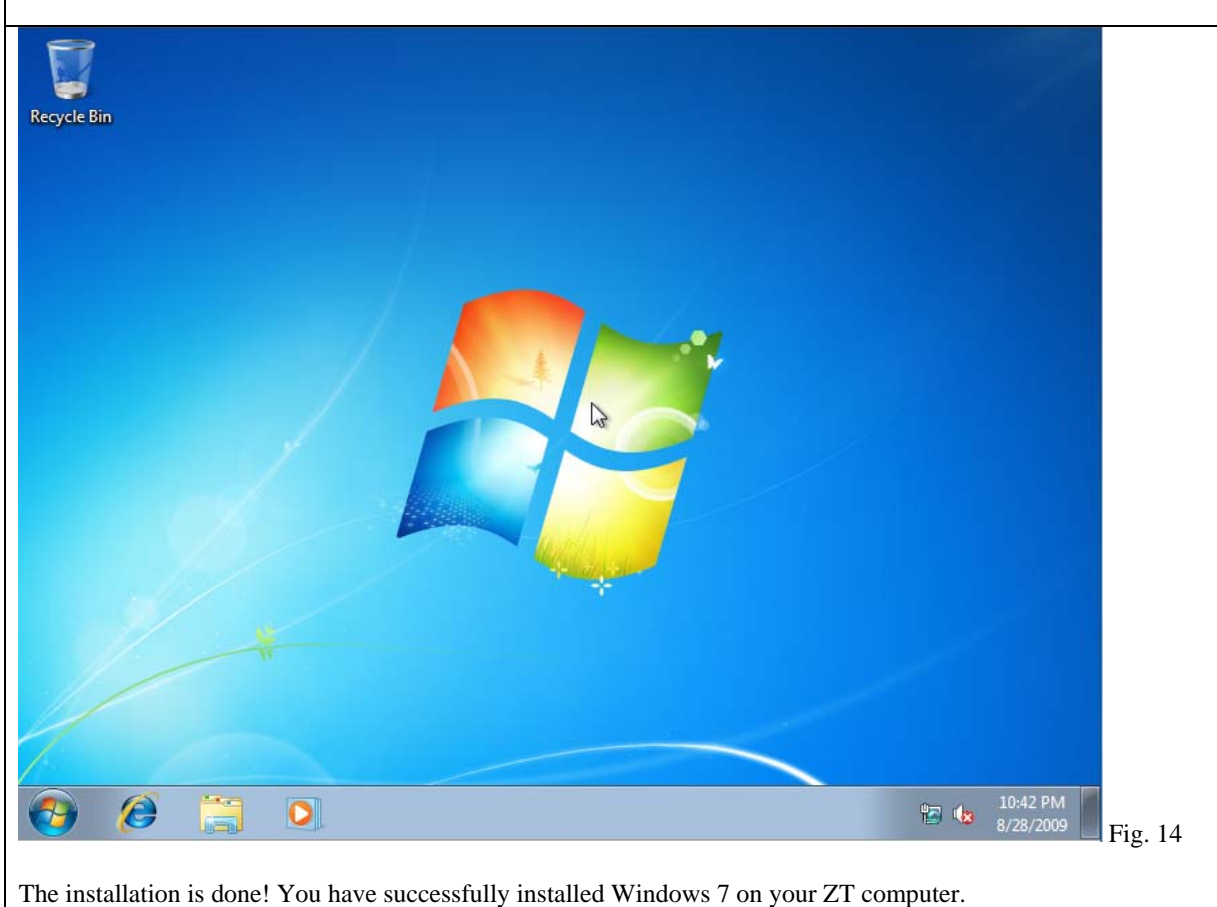 Recycle Bin
10:42 PM
8/28/2009
Fig. 14
The installation is done! You have successfully installed Windows 7 on your ZT computer.